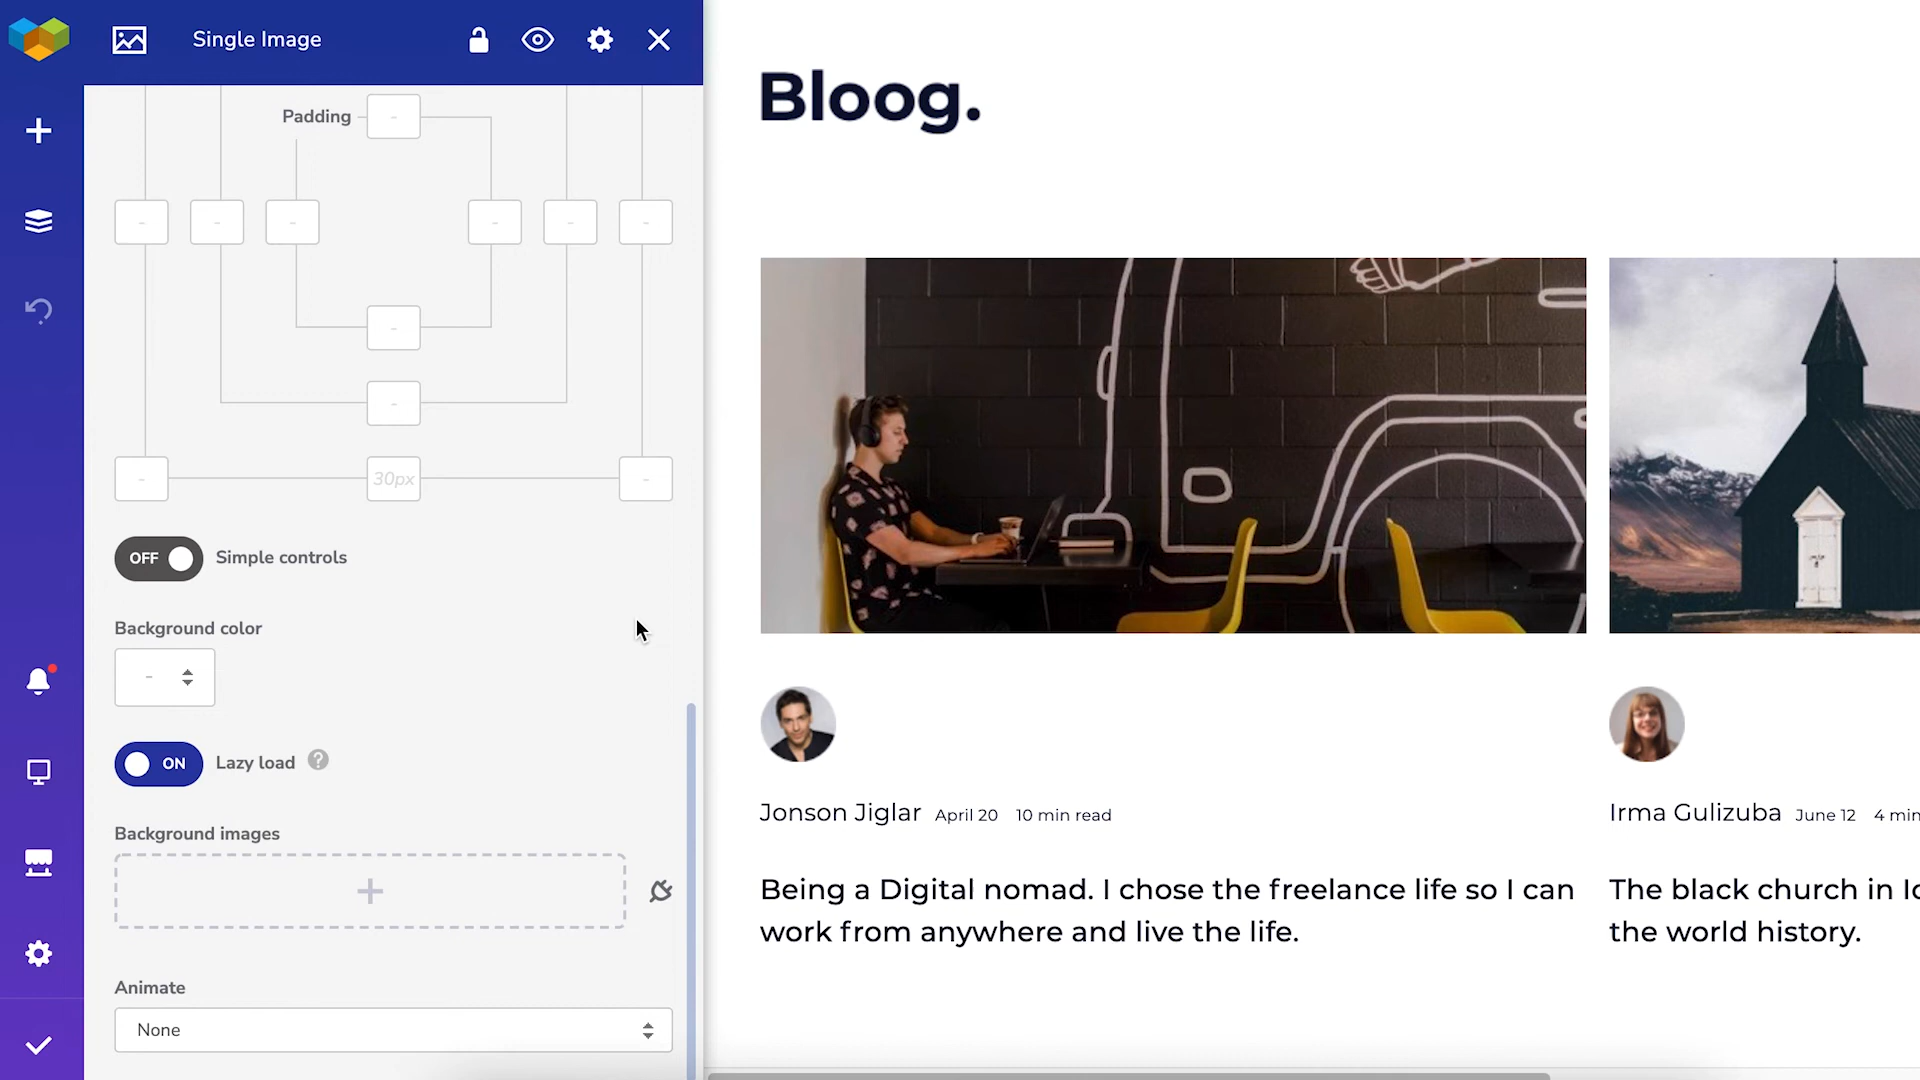 Single Image
Bloog.
Padding
-
-
-
-
-
-
-
-
-
-
30px
-
OFF
Simple controls
Background color
-
ON
Lazy load
?
Background images
Animate
None
Jonson Jiglar April 20 10 min read
Being a Digital nomad. I chose the freelance life so I can
work from anywhere and live the life.
Irma Gulizuba June 12 4 min
The black church in
the world history.